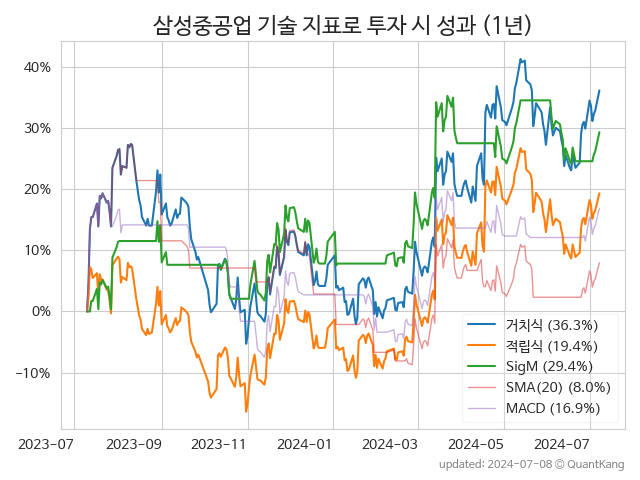 삼성중공업 기술 지표로 투자 시 성과 (1년)
40%
30%
20%
10%
0%
−10%
거치식 (36.3%)
적립식 (19.4%)
SigM (29.4%)
SMA(20) (8.0%)
MACD (16.9%)
2023-07
2023-09
2023-11
2024-01
2024-03
2024-05
2024-07
updated: 2024-07-08 © QuantKang